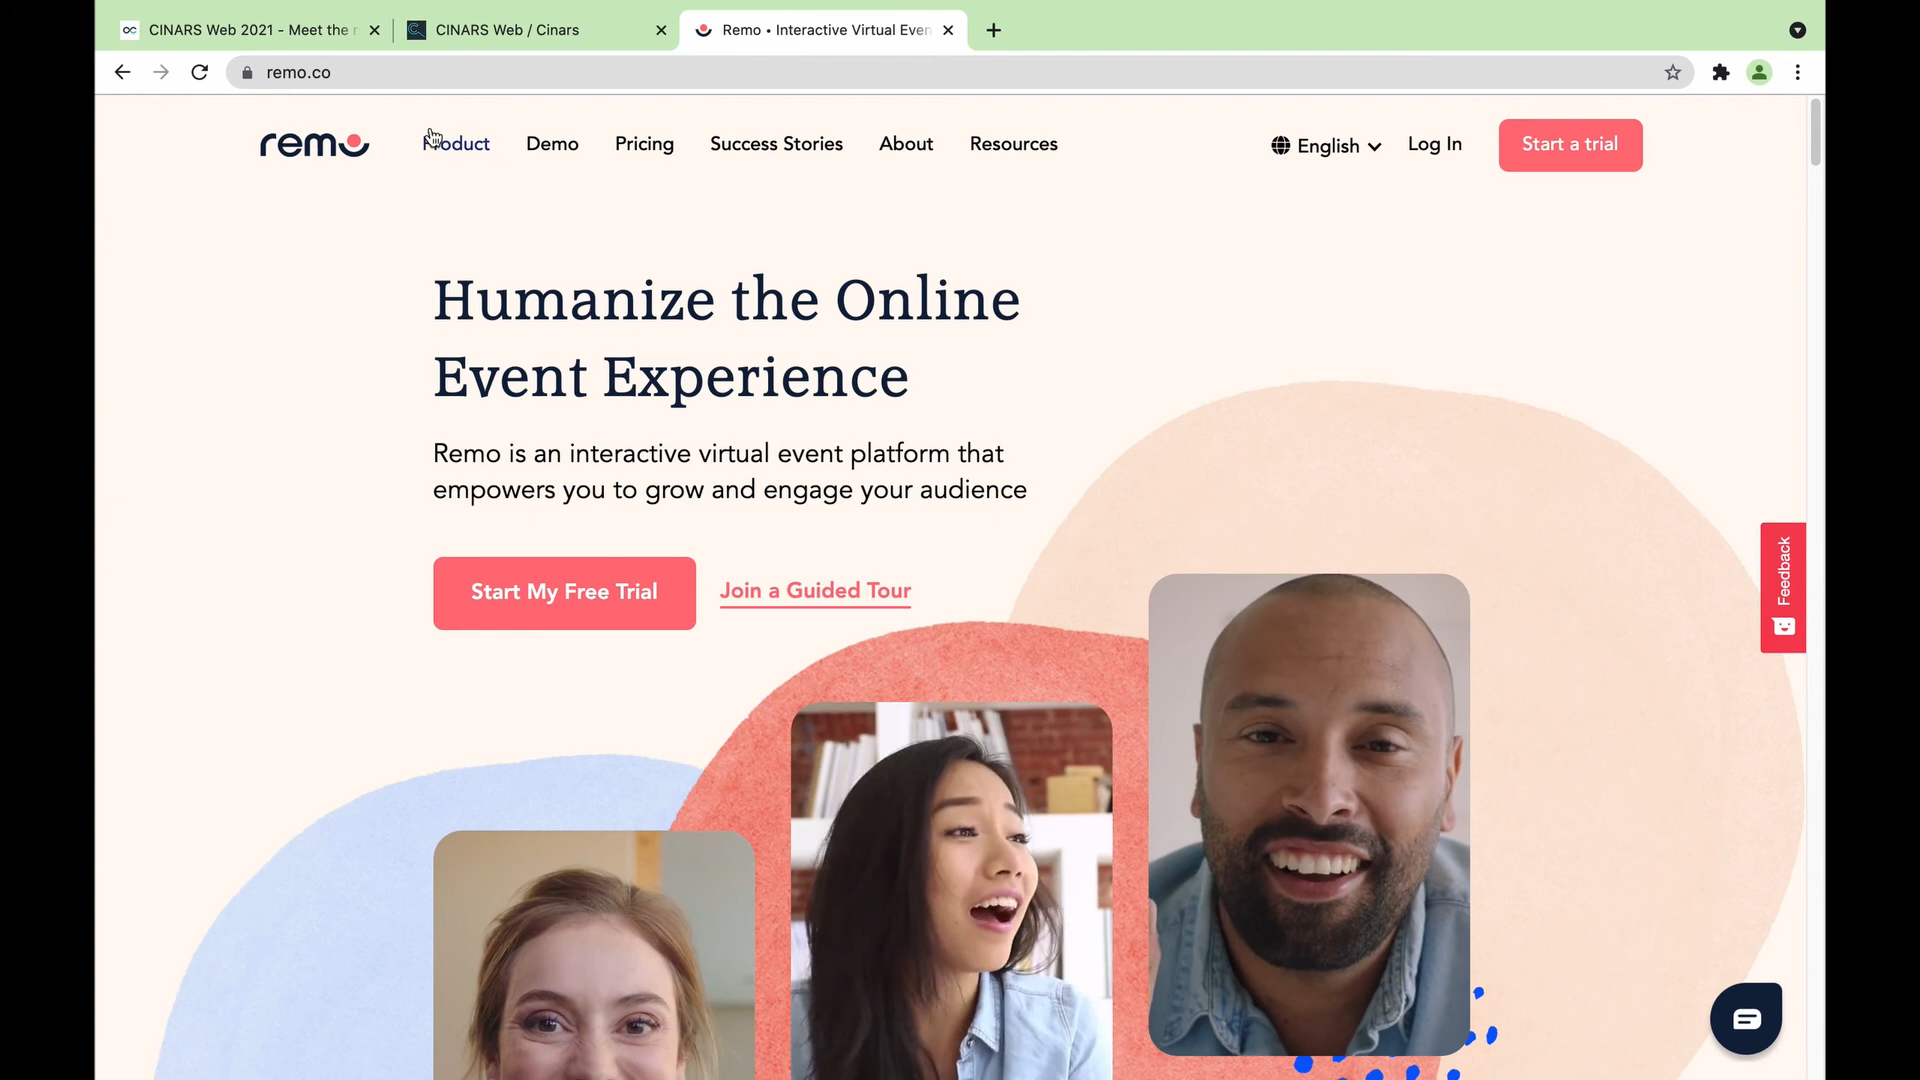 CINARS Web 2021 - Meet the
CINARS Web / Cinars
Remo • Interactive Virtual Even
remo.co
remo
Product
Demo
Pricing
Success Stories
About
Resources
English
Log In
Start a trial
Humanize the Online
Event Experience
Remo is an interactive virtual event platform that
empowers you to grow and engage your audience
Start My Free Trial
Join a Guided Tour
Feedback